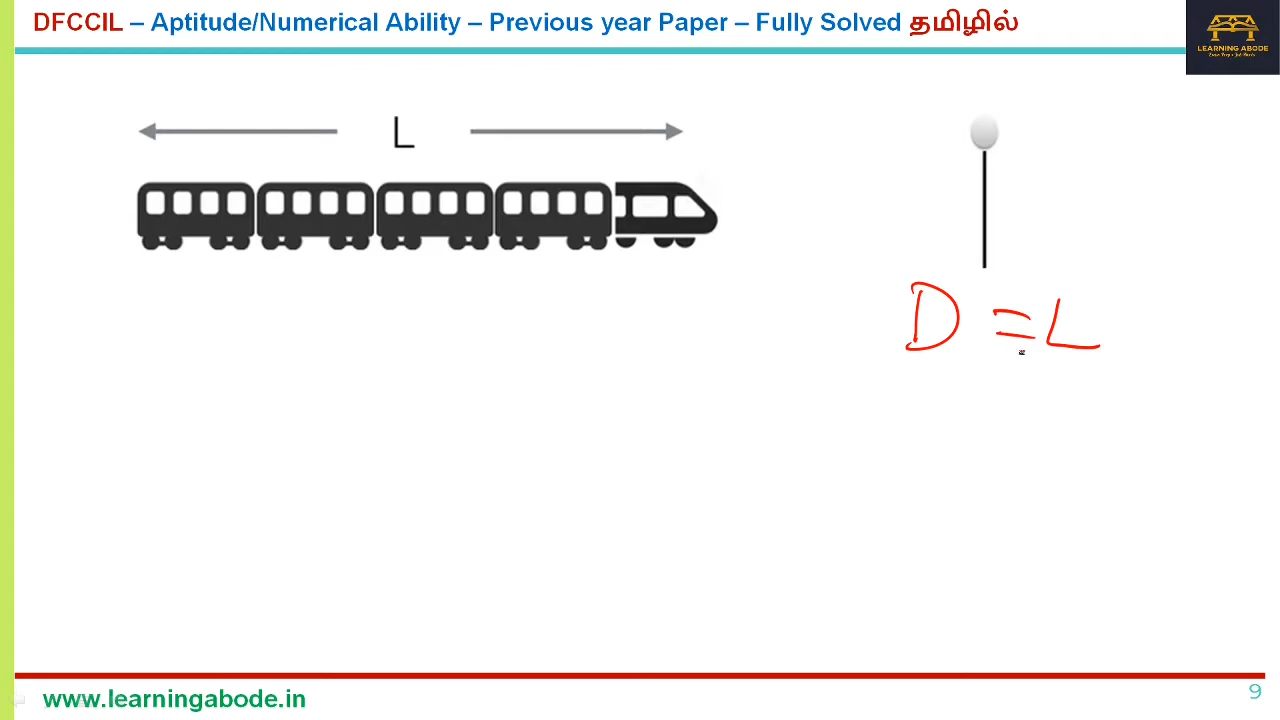 DFCCIL – Aptitude/Numerical Ability – Previous year Paper – Fully Solved தமிழில்
LEARNING ABODE
L
D = L
www.learningabode.in
9